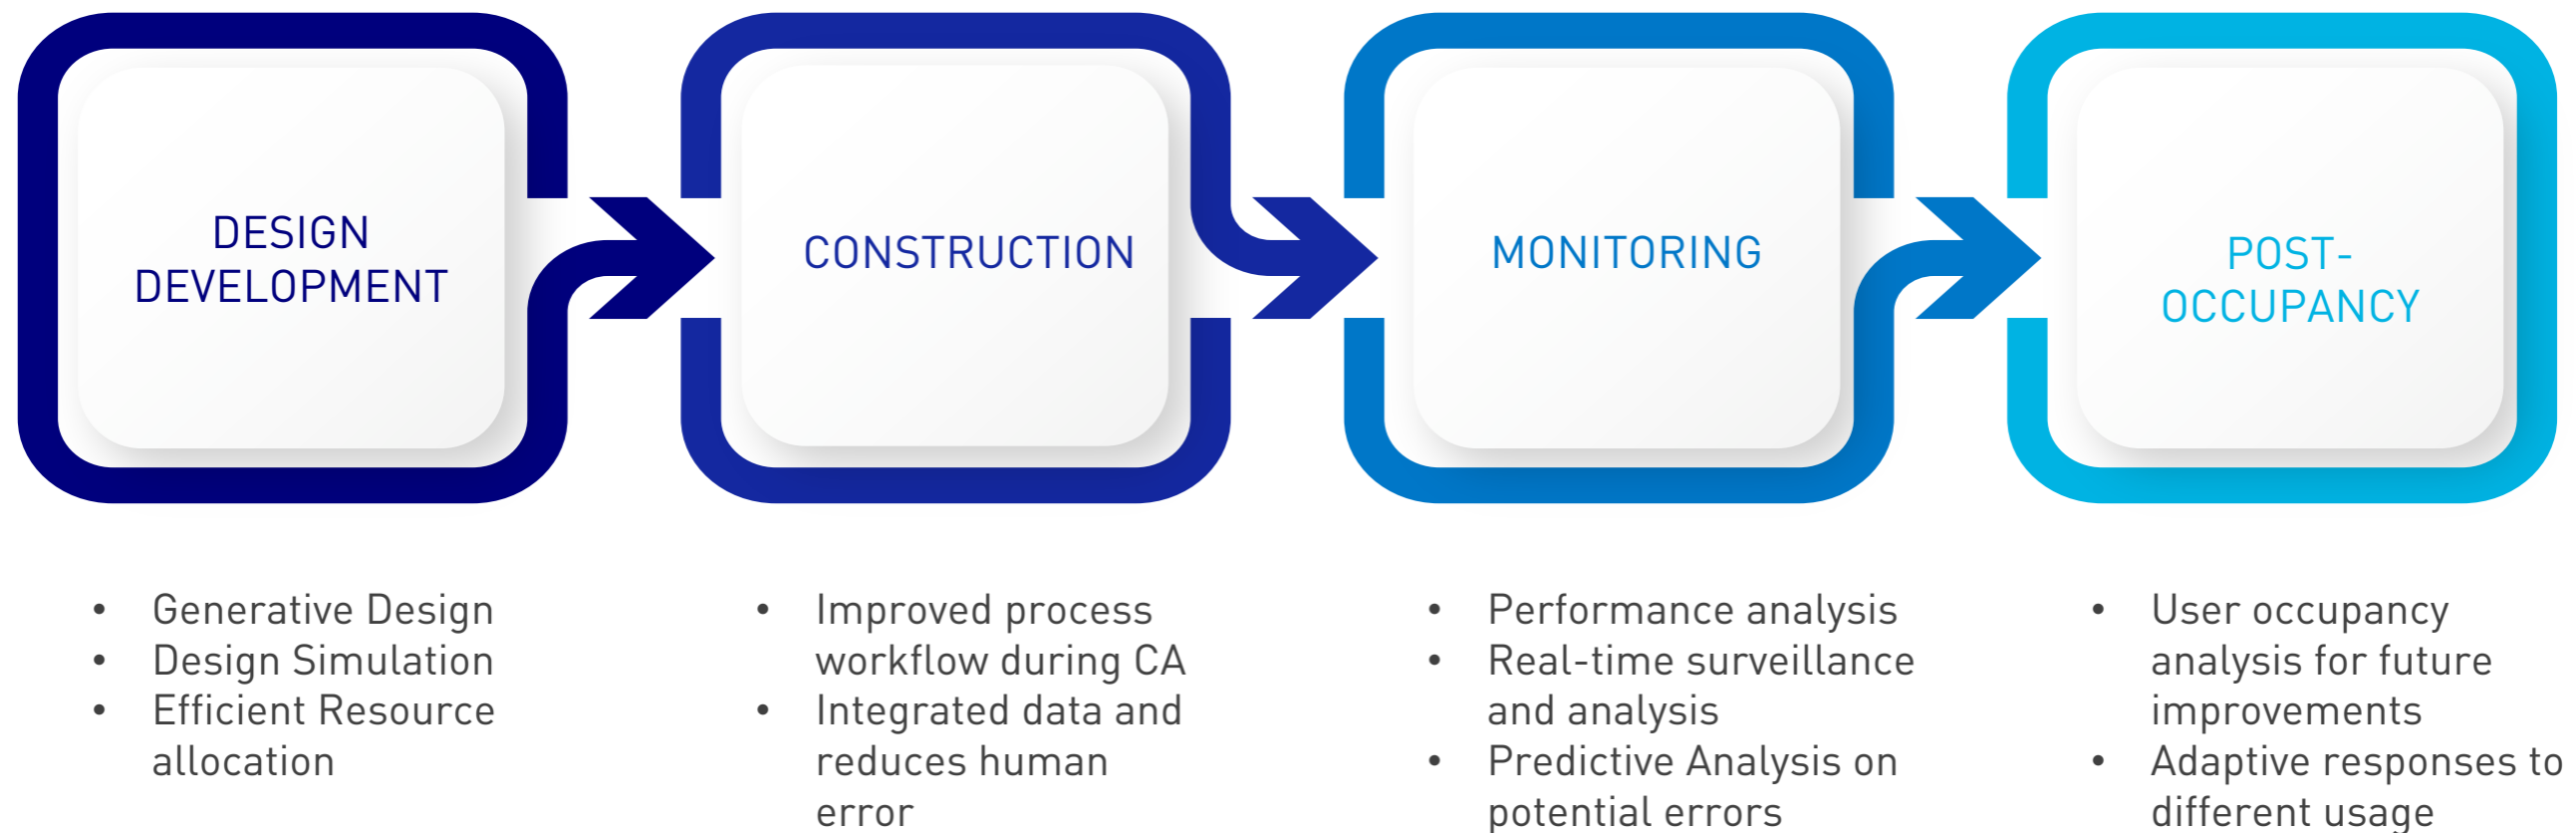 DESIGN
DEVELOPMENT
CONSTRUCTION
MONITORING
POST-
OCCUPANCY
• Generative Design
• Design Simulation
• Efficient Resource
allocation
• Improved process
workflow during CA
• Integrated data and
reduces human
error
• Performance analysis
• Real-time surveillance
and analysis
• Predictive Analysis on
potential errors
• User occupancy
analysis for future
improvements
• Adaptive responses to
different usage